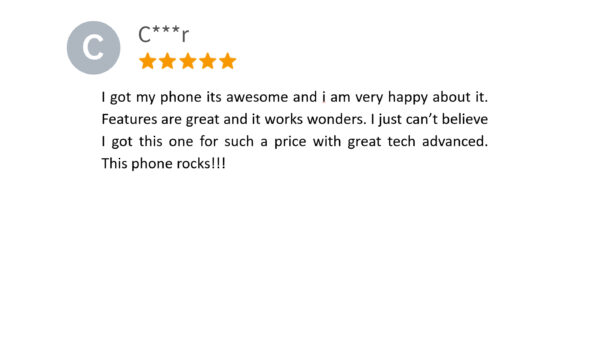 C
C***r
I got my phone its awesome and i am very happy about it.
Features are great and it works wonders. I just can't believe
I got this one for such a price with great tech advanced.
This phone rocks!!!